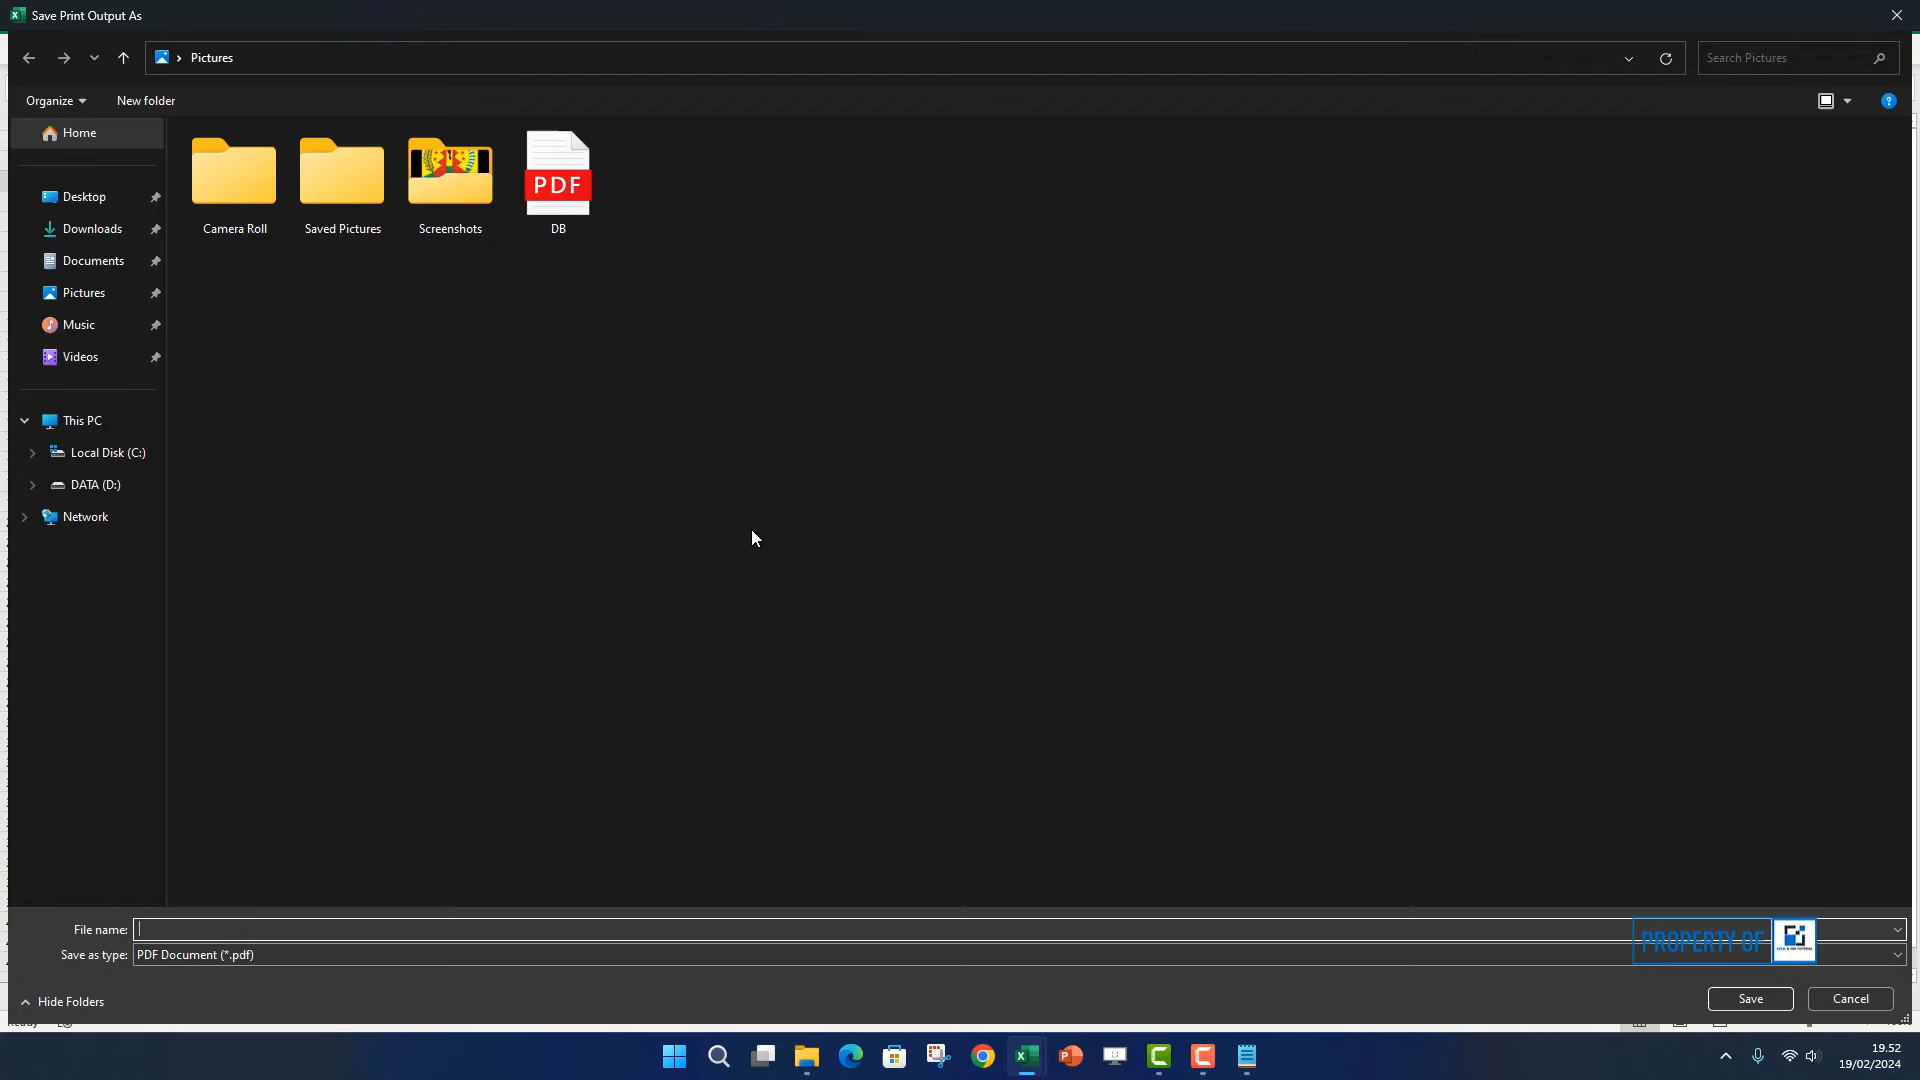 Save Print Output As
Pictures
Search Pictures
Organize
New folder
Home
Desktop
Downloads
Documents
Pictures
Music
Videos
This PC
Local Disk (C:)
DATA (D:)
Network
Camera Roll
Saved Pictures
Screenshots
PDF
DB
File name:
Save as type: PDF Document (*.pdf)
PROPERTY OF
Hide Folders
Save
Cancel
19.52
19/02/2024